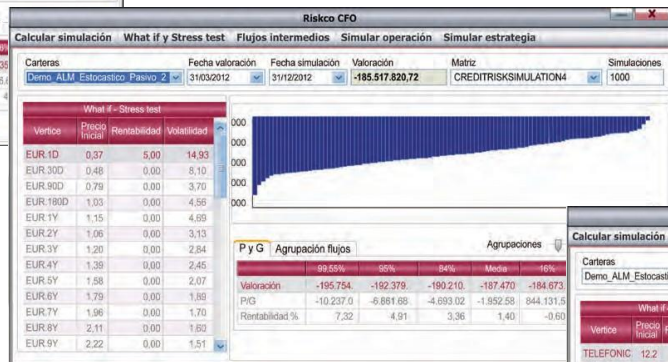 Riskco CFO
Calcular simulación What if y Stress test Flujos intermedios Simular operación Simular estrategia
Carteras Fecha valoración Fecha simulación Valoración Matriz Simulaciones
Demo_ALM_Estocastico_Pasivo_2 31/03/2012 31/12/2012 -185.517.820,72 CREDITRISKSIMULATION4 1000
What if - Stress test
Vertice Precio Inicial Rentabilidad Volatilidad
EUR.1D 0,37 5,00 14,93
EUR.30D 0,48 0,00 8,10
EUR.90D 0,79 0,00 3,70
EUR.180D 1,03 0,00 4,56
EUR.1Y 1,15 0,00 4,69
EUR.2Y 1,06 0,00 3,13
EUR.3Y 1,20 0,00 2,84
EUR.4Y 1,39 0,00 2,45
EUR.5Y 1,58 0,00 2,07
EUR.6Y 1,79 0,00 1,89
EUR.7Y 1,96 0,00 1,70
EUR.8Y 2,11 0,00 1,60
EUR.9Y 2,22 0,00 1,51
000
000
000
000
P y G Agrupación flujos Agrupaciones
99,55% 95% 84% Media 16%
Valoración -195.754. -192.379. -190.210. -187.470 -184.673.
P/G -10.237.0 -6.861.68 -4.693.02 -1.952.58 844.131,5
Rentabilidad % 7,32 4,91 3,36 1,40 -0,60
Calcular simulación
Carteras
Demo_ALM_Estocasti
What if
Vertice Precio Inicial
TELEFONIC 12.2